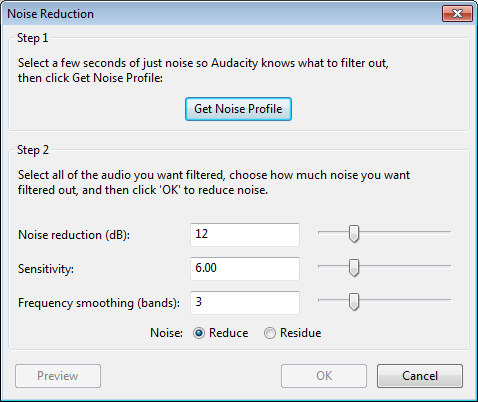 Noise Reduction
Step 1
Select a few seconds of just noise so Audacity knows what to filter out,
then click Get Noise Profile:
Get Noise Profile
Step 2
Select all of the audio you want filtered, choose how much noise you want
filtered out, and then click 'OK' to reduce noise.
Noise reduction (dB): 12
Sensitivity: 6.00
Frequency smoothing (bands): 3
Noise: Reduce Residue
Preview OK Cancel